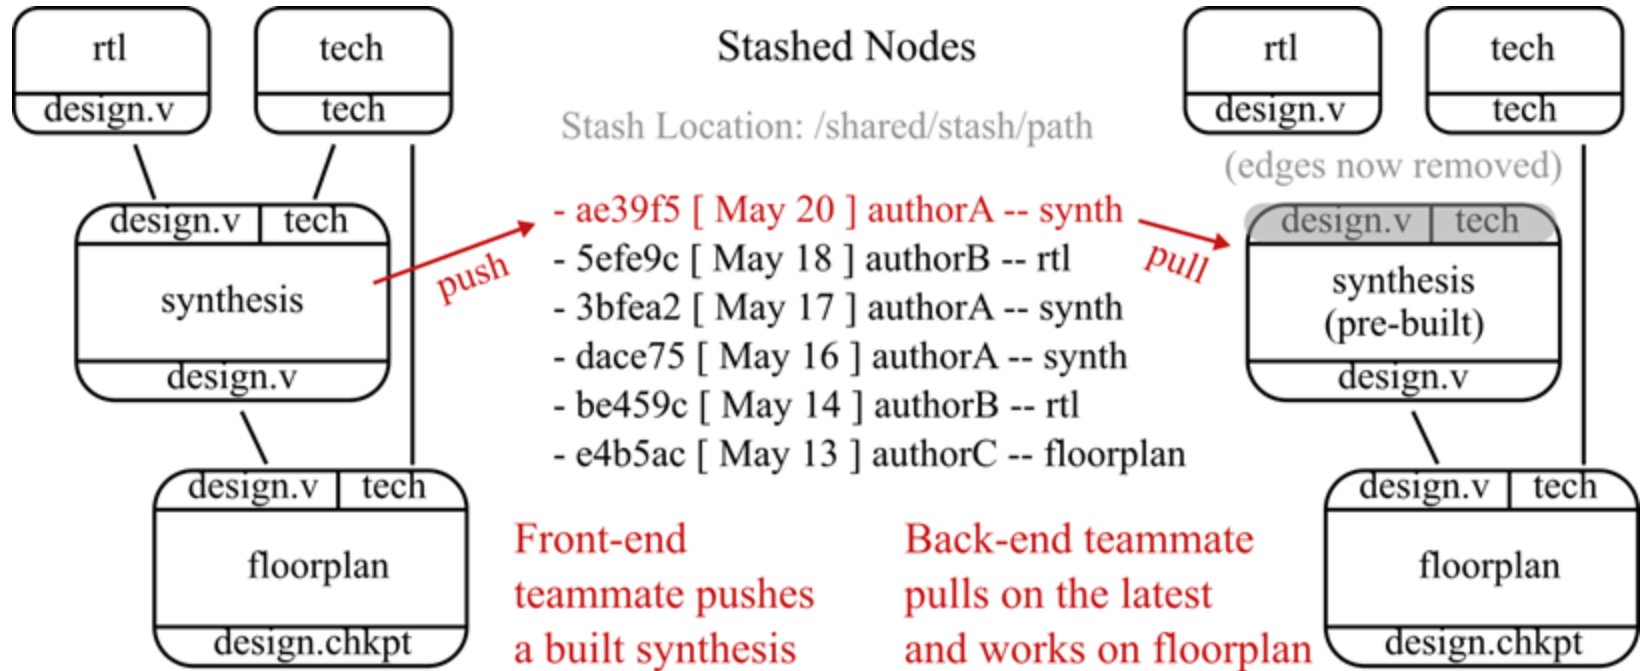 rtl
design.v
tech
tech
design.v
tech
synthesis
design.v
design.v
tech
floorplan
design.chkpt
push
Stashed Nodes
Stash Location: /shared/stash/path
- ae39f5 [ May 20 ] authorA -- synth
- 5efe9c [ May 18 ] authorB -- rtl
- 3bfea2 [ May 17 ] authorA -- synth
- dace75 [ May 16 ] authorA -- synth
- be459c [ May 14 ] authorB -- rtl
- e4b5ac [ May 13 ] authorC -- floorplan
Front-end
teammate pushes
a built synthesis
Back-end teammate
pulls on the latest
and works on floorplan
pull
rtl
design.v
tech
tech
(edges now removed)
design.v
tech
synthesis
(pre-built)
design.v
design.v
tech
floorplan
design.chkpt